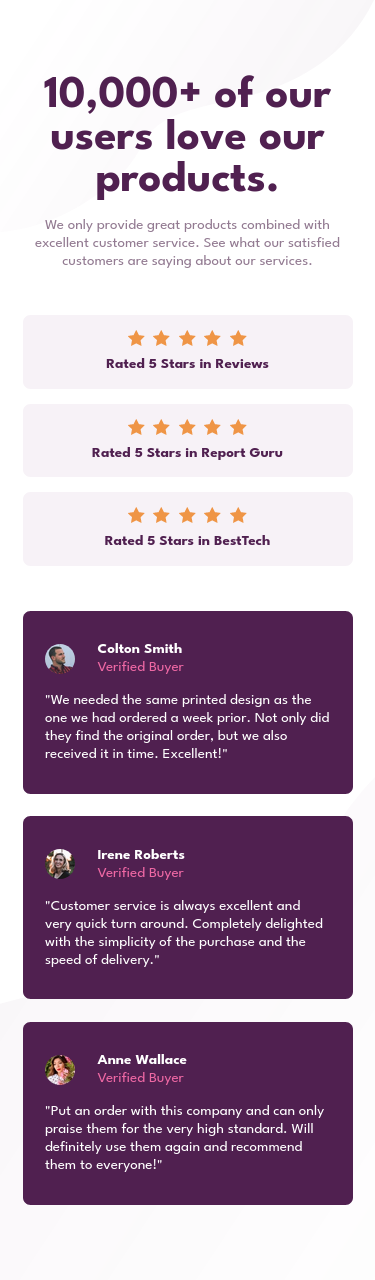 10,000+ of our
users love our
products.
We only provide great products combined with
excellent customer service. See what our satisfied
customers are saying about our services.
Rated 5 Stars in Reviews
Rated 5 Stars in Report Guru
Rated 5 Stars in BestTech
Colton Smith
Verified Buyer
"We needed the same printed design as the
one we had ordered a week prior. Not only did
they find the original order, but we also
received it in time. Excellent!"
Irene Roberts
Verified Buyer
"Customer service is always excellent and
very quick turn around. Completely delighted
with the simplicity of the purchase and the
speed of delivery."
Anne Wallace
Verified Buyer
"Put an order with this company and can only
praise them for the very high standard. Will
definitely use them again and recommend
them to everyone!"